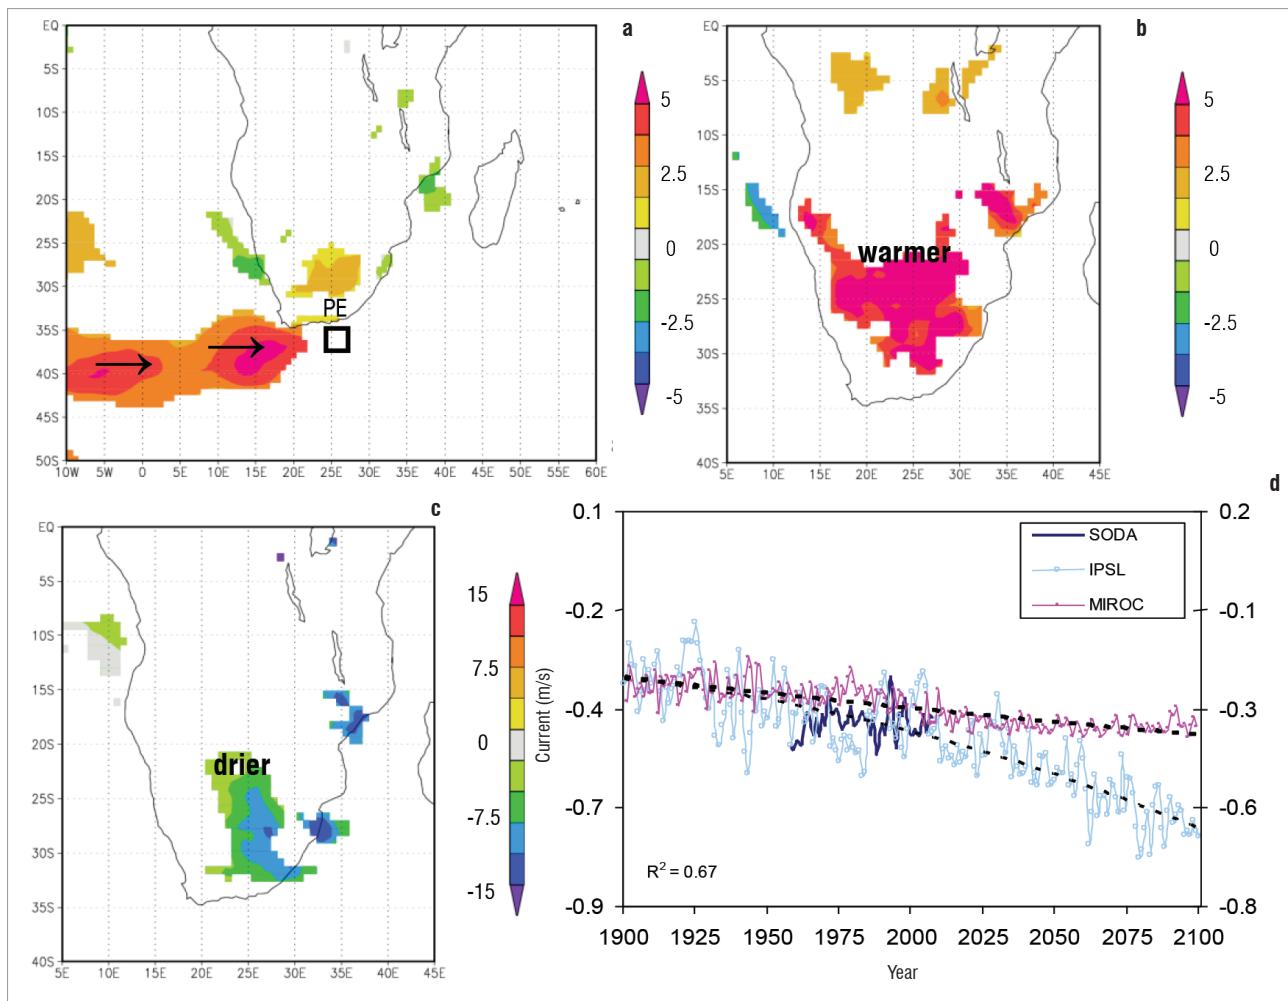 a
EQ
5S
10S
15S
20S
25S
30S
35S
40S
45S
50S
10W 5W 0 5E 10E 15E 20E 25E 30E 35E 40E 45E 50E 55E 60E
PE
5
2.5
0
-2.5
-5
b
EQ
5S
10S
15S
20S
25S
30S
35S
40S
5E 10E 15E 20E 25E 30E 35E 40E 45E
warmer
5
2.5
0
-2.5
-5
c
EQ
5S
10S
15S
20S
25S
30S
35S
40S
5E 10E 15E 20E 25E 30E 35E 40E 45E
drier
15
7.5
0
-7.5
-15
d
Current (m/s)
0.1
-0.2
-0.4
-0.7
-0.9
0.2
-0.1
-0.3
-0.6
-0.8
SODA
IPSL
MIROC
R² = 0.67
1900 1925 1950 1975 2000 2025 2050 2075 2100
Year